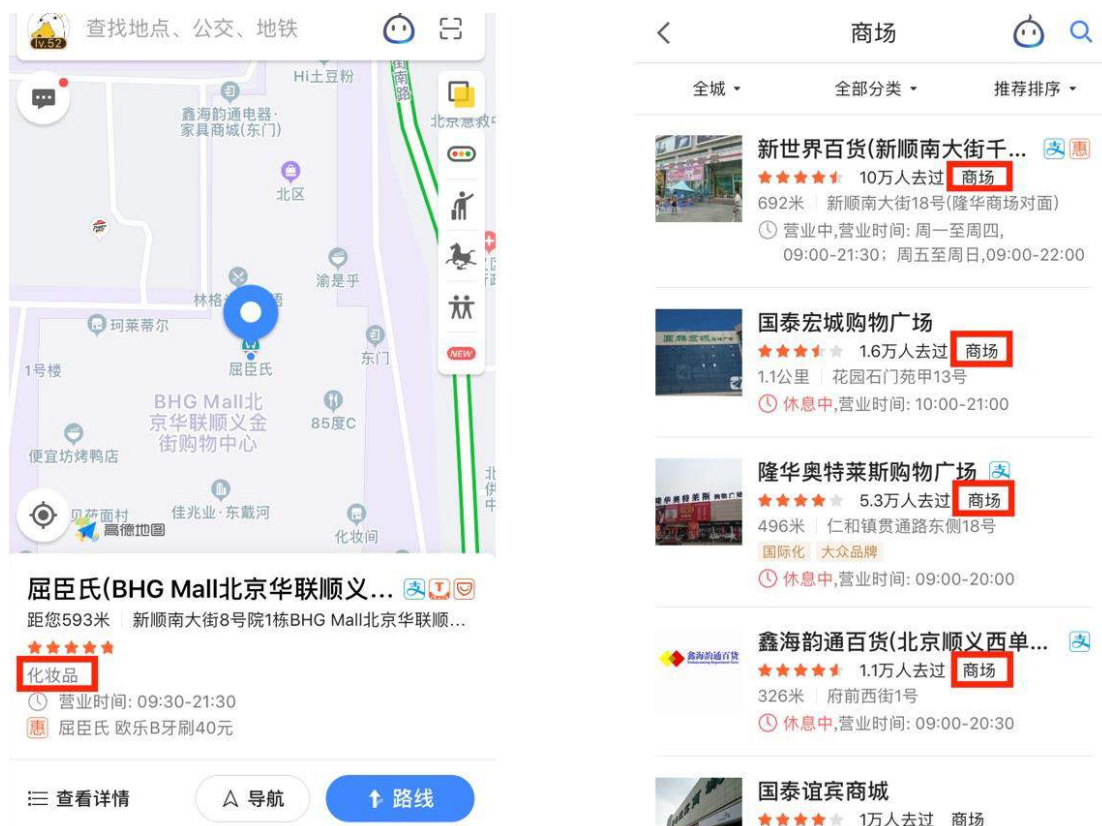 lv.52
查找地点、公交、地铁
Hi土豆粉
街南路
鑫海韵通电器·
家具商城(东门)
北京急救中
北区
渝是乎
林格
珂莱蒂尔
东门
1号楼
屈臣氏
NEW
BHG Mall北
京华联顺义金
街购物中心
85度C
便宜坊烤鸭店
佳兆业·东戴河
高德地图
化妆间
屈臣氏(BHG Mall北京华联顺义...
支
惠
距您593米 新顺南大街8号院1栋BHG Mall北京华联顺...
化妆品
营业时间: 09:30-21:30
惠 屈臣氏 欧乐B牙刷40元
查看详情 导航 路线
商场
全城 全部分类 推荐排序
新世界百货(新顺南大街千... 支 惠
10万人去过 商场
692米 新顺南大街18号(隆华商场对面)
营业中,营业时间: 周一至周四,
09:00-21:30；周五至周日,09:00-22:00
国泰宏城购物广场
1.6万人去过 商场
1.1公里 花园石门苑甲13号
休息中,营业时间: 10:00-21:00
隆华奥特莱斯购物广场 支
5.3万人去过 商场
496米 仁和镇贯通路东侧18号
国际化 大众品牌
休息中,营业时间: 09:00-20:00
鑫海韵通百货
鑫海韵通百货(北京顺义西单... 支
1.1万人去过 商场
326米 府前西街1号
休息中,营业时间: 09:00-20:30
国泰谊宾商城
1万人去过 商场